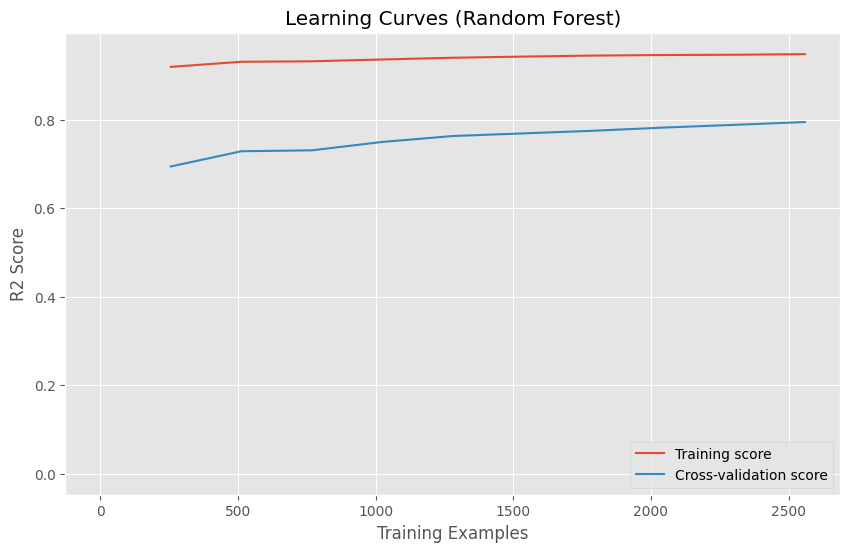 Learning Curves (Random Forest)
R2 Score
0.8
0.6
0.4
0.2
0.0
0
500
1000
1500
2000
2500
Training Examples
Training score
Cross-validation score